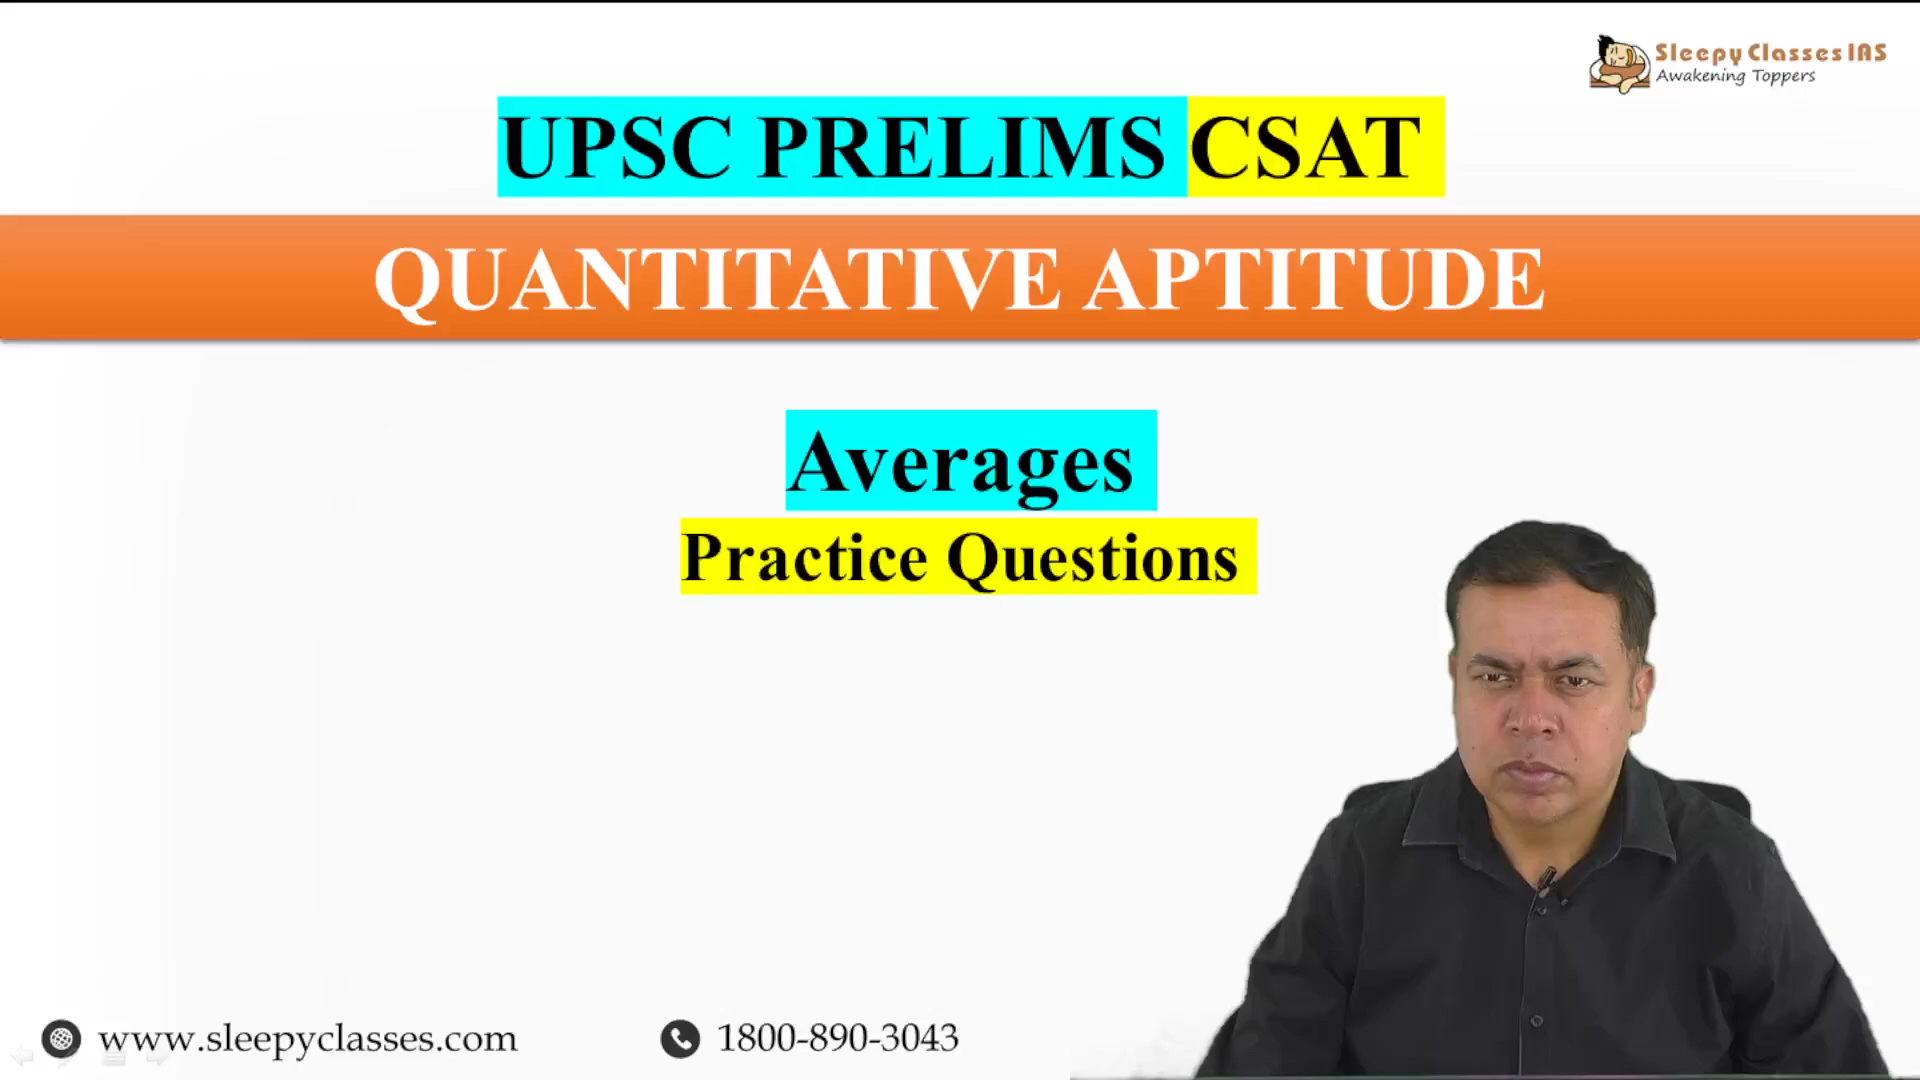 Sleepy Classes IAS
Awakening Toppers
UPSC PRELIMS CSAT
QUANTITATIVE APTITUDE
Averages
Practice Questions
www.sleepyclasses.com
1800-890-3043